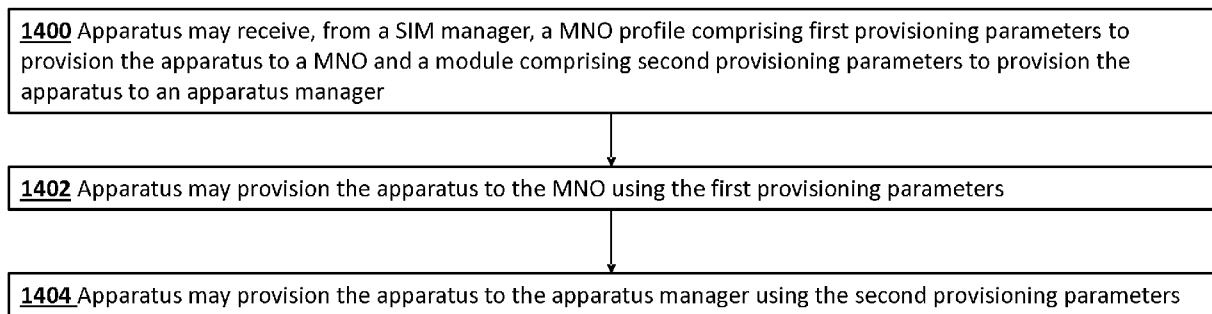 1400 Apparatus may receive, from a SIM manager, a MNO profile comprising first provisioning parameters to
provision the apparatus to a MNO and a module comprising second provisioning parameters to provision the
apparatus to an apparatus manager
1402 Apparatus may provision the apparatus to the MNO using the first provisioning parameters
1404 Apparatus may provision the apparatus to the apparatus manager using the second provisioning parameters